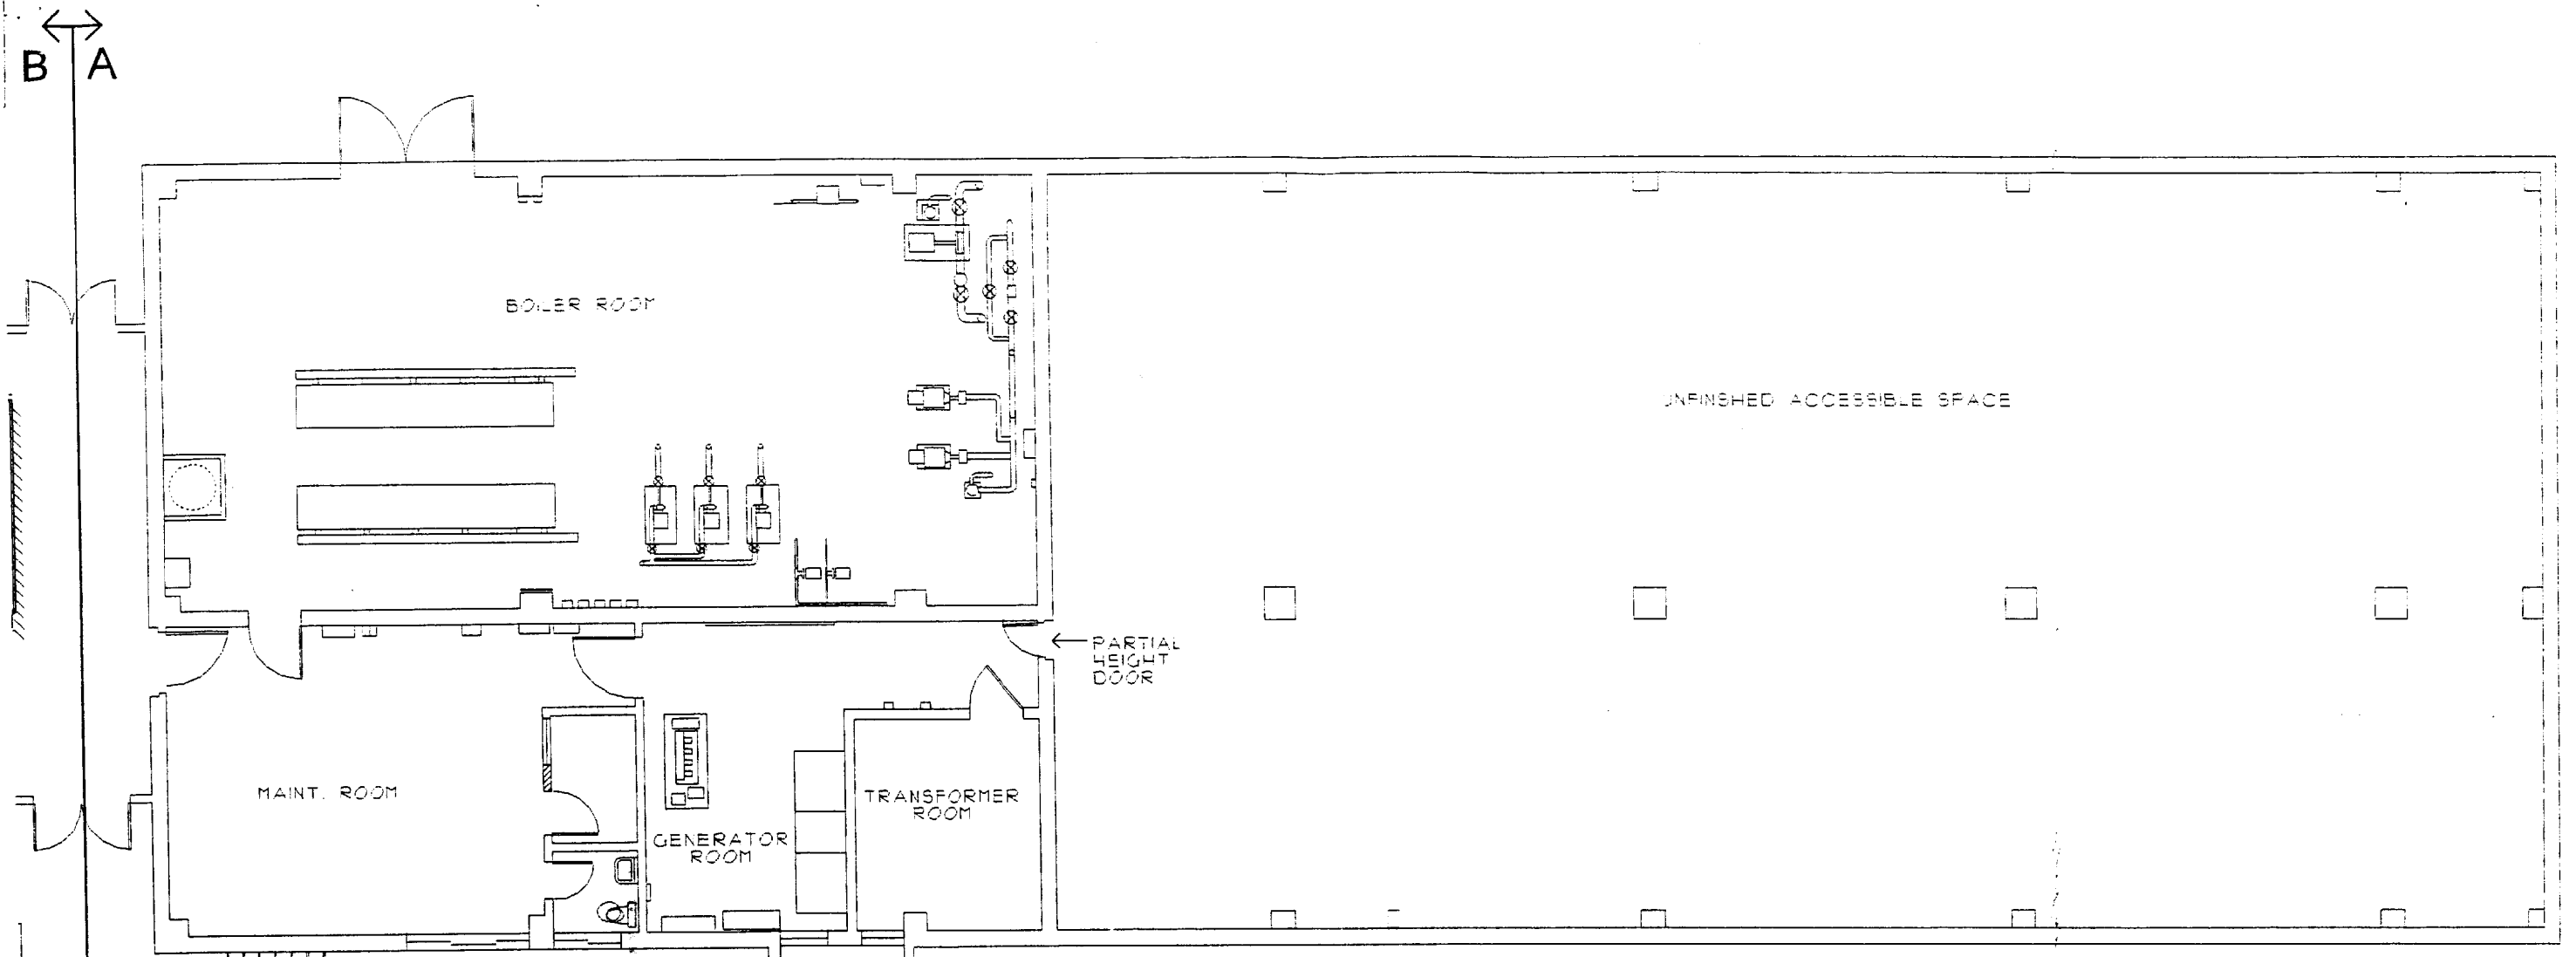 B A
BOILER ROOM
UNFINISHED ACCESSIBLE SPACE
PARTIAL
HEIGHT
DOOR
MAINT. ROOM
TRANSFORMER
ROOM
GENERATOR
ROOM